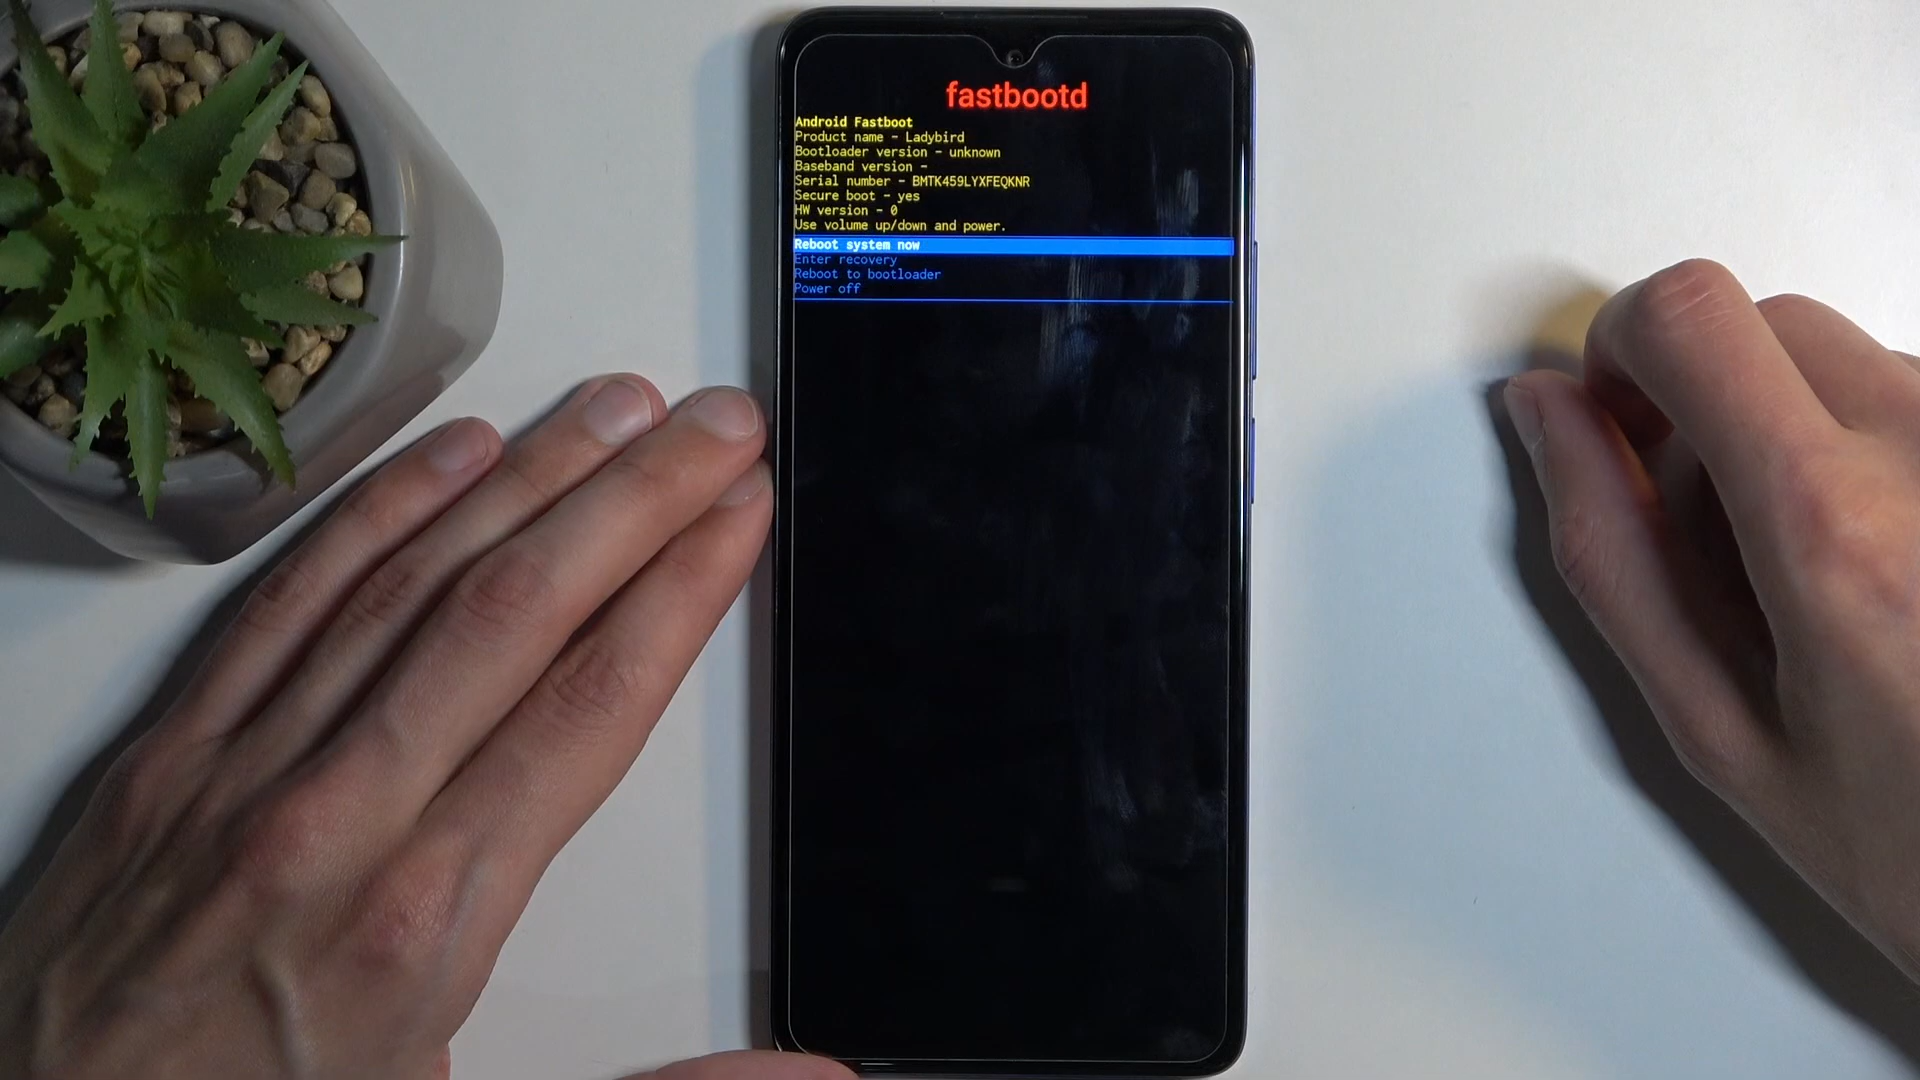 fastbootd
Android Fastboot
Product name - Ladybird
Bootloader version - unknown
Baseband version -
Serial number - BMTK459LYXFEQKNR
Secure boot - yes
HW version - 0
Use volume up/down and power.
Reboot system now
Enter recovery
Reboot to bootloader
Power off